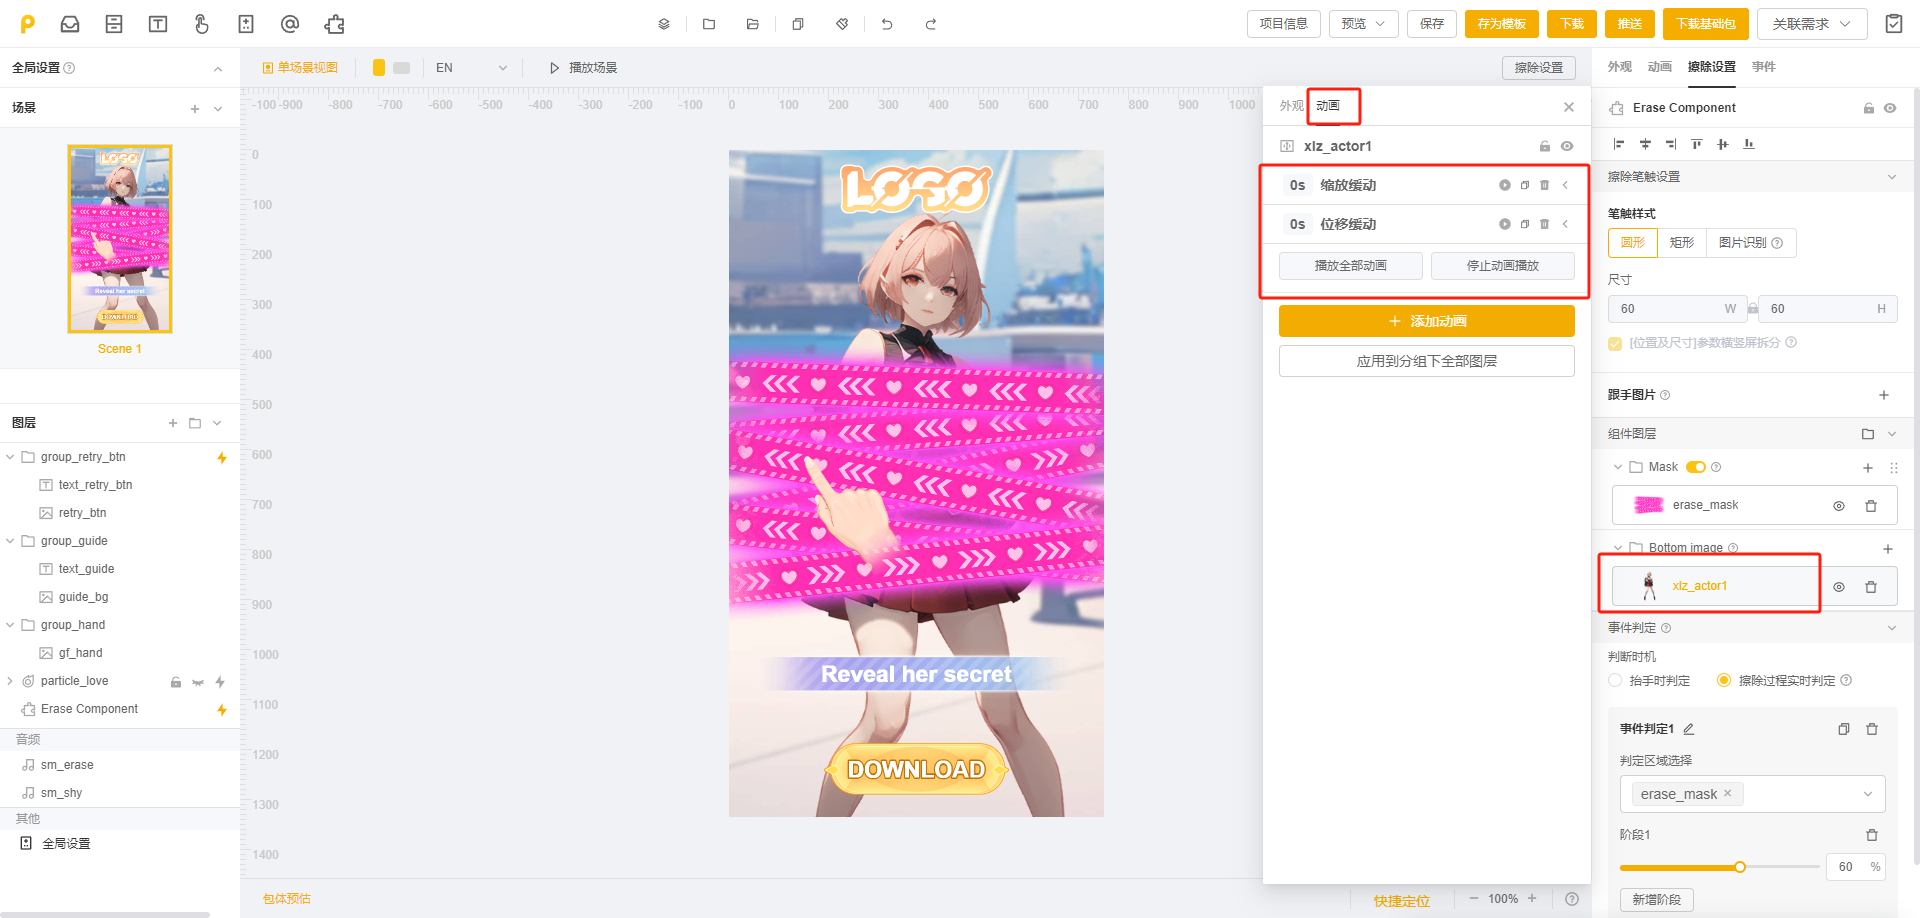 项目信息
预览
保存
存为模板
下载
推送
下载基础包
关联需求
全局设置
场景
Scene 1
图层
group_retry_btn
text_retry_btn
retry_btn
group_guide
text_guide
guide_bg
group_hand
gf_hand
particle_love
Erase Component
音频
sm_erase
sm_shy
其他
全局设置
单场景视图
EN
播放场景
擦除设置
-100 -900 -800 -700 -600 -500 -400 -300 -200 -100 0 100 200 300 400 500 600 700 800 900 1000
0
100
200
300
400
500
600
700
800
900
1000
1100
1200
1300
1400
LOGO
Reveal her secret
DOWNLOAD
LOGO
Reveal her secret
DOWNLOAD
包体预估
快捷定位
100%
外观 动画
xlz_actor1
0s 缩放缓动
0s 位移缓动
播放全部动画
停止动画播放
添加动画
应用到分组下全部图层
外观 动画 擦除设置 事件
Erase Component
擦除笔触设置
笔触样式
圆形 矩形 图片识别
尺寸
60 W 60 H
[位置及尺寸]参数横竖屏拆分
跟手图片
组件图层
Mask
erase_mask
Bottom image
xlz_actor1
事件判定
判断时机
抬手时判定 擦除过程实时判定
事件判定1
判定区域选择
erase_mask
阶段1
60 %
新增阶段